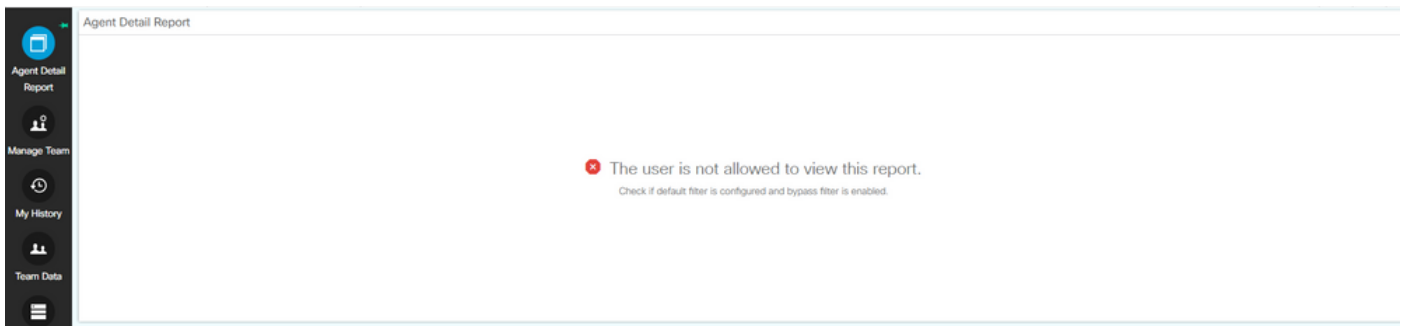 Agent Detail Report
Agent Detail
Report
Manage Team
My History
Team Data
The user is not allowed to view this report.
Check if default filter is configured and bypass filter is enabled.